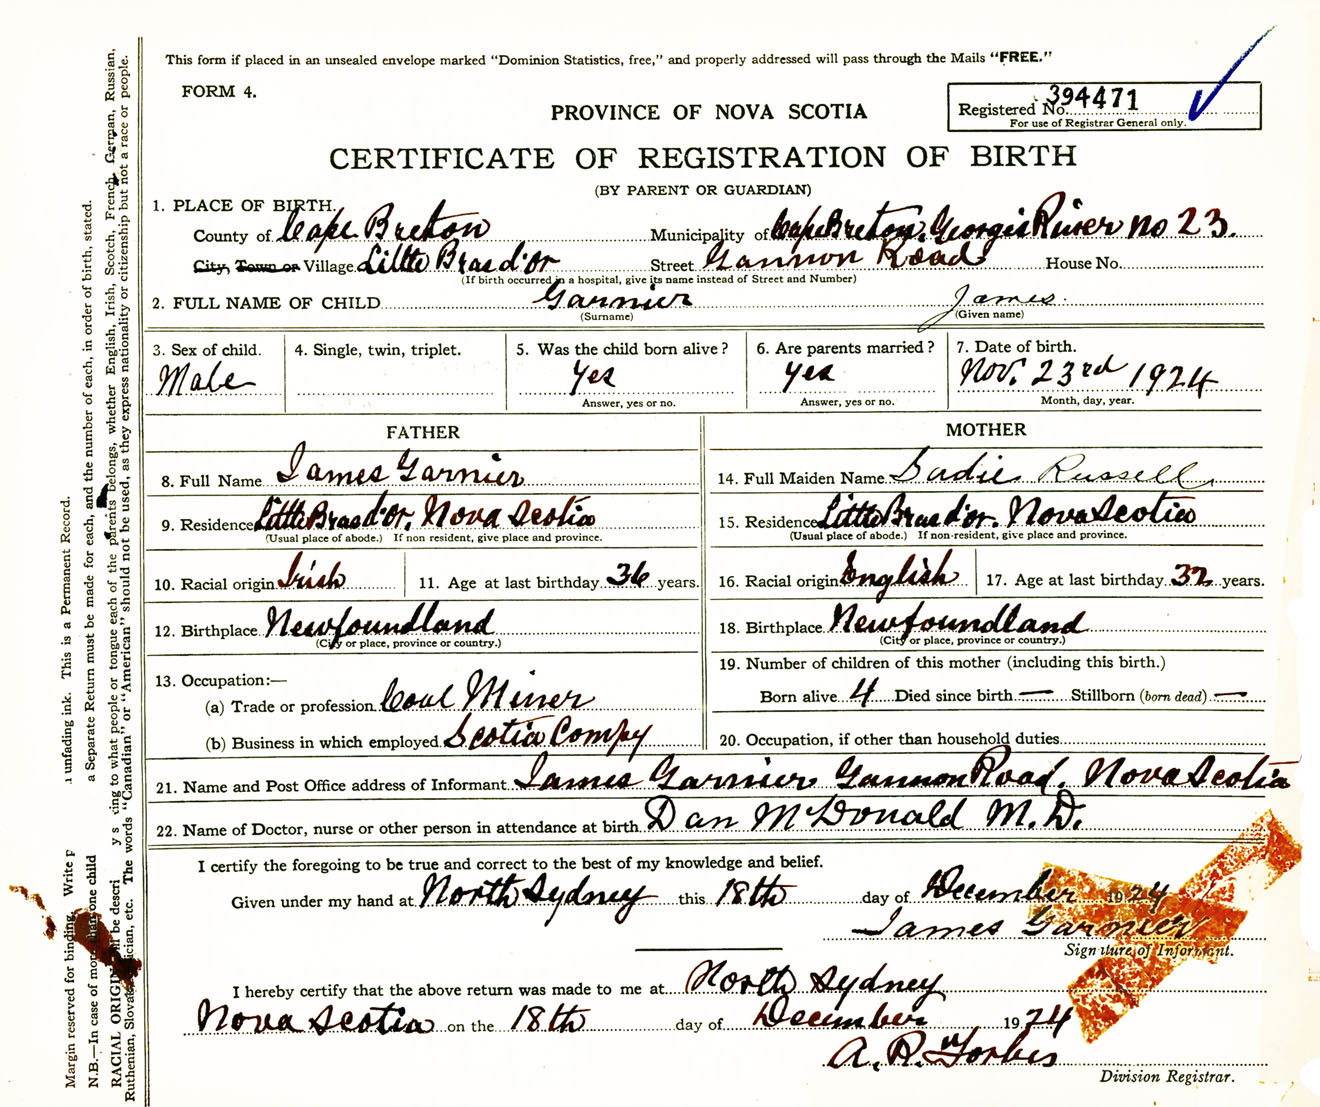 This form if placed in an unsealed envelope marked "Dominion Statistics, free," and properly addressed will pass through the Mails "FREE."
FORM 4.
Registered No. 394471
For use of Registrar General only.
PROVINCE OF NOVA SCOTIA
CERTIFICATE OF REGISTRATION OF BIRTH
(BY PARENT OR GUARDIAN)
1. PLACE OF BIRTH.
County of Cape Breton Municipality of Cape Breton, Georges River No 23.
City, Town or Village Little Bras d'or Street Gannon Road House No.
(If birth occurred in a hospital, give its name instead of Street and Number)
2. FULL NAME OF CHILD Garnier James.
(Surname) (Given name)
3. Sex of child. 4. Single, twin, triplet. 5. Was the child born alive? 6. Are parents married? 7. Date of birth.
Male Yes Yes Nov. 23rd 1924
Answer, yes or no. Answer, yes or no. Month, day, year.
FATHER MOTHER
8. Full Name James Garnier 14. Full Maiden Name Sadie Russell
9. Residence Little Bras d'or, Nova Scotia 15. Residence Little Bras d'or. Nova Scotia
(Usual place of abode.) If non resident, give place and province. (Usual place of abode.) If non-resident, give place and province.
10. Racial origin Irish 11. Age at last birthday 36 years. 16. Racial origin English 17. Age at last birthday 32 years.
12. Birthplace Newfoundland 18. Birthplace Newfoundland
(City or place, province or country.) (City or place, province or country.)
13. Occupation:— 19. Number of children of this mother (including this birth.)
(a) Trade or profession Coal Miner Born alive 4 Died since birth — Stillborn (born dead) —
(b) Business in which employed Scotia Compy 20. Occupation, if other than household duties
21. Name and Post Office address of Informant James Garnier Gannon Road, Nova Scotia
22. Name of Doctor, nurse or other person in attendance at birth Dan McDonald M.D.
I certify the foregoing to be true and correct to the best of my knowledge and belief.
Given under my hand at North Sydney this 18th day of December 1924
James Garnier
Signature of Informant.
I hereby certify that the above return was made to me at North Sydney
Nova Scotia on the 18th day of December 1924
A. R. Forbes
Division Registrar.
Margin reserved for binding. Write unfading ink. This is a Permanent Record.
N.B.—In case of more than one child a Separate Return must be made for each, and the number of each, in order of birth, stated.
RACIAL ORIGIN be to what people or tongue each of the parents belongs, whether English, Irish, Scotch, French, German, Russian,
Ruthenian, etc. The words "Canadian" or "American" should not be used, as they express nationality or citizenship but not a race or people.